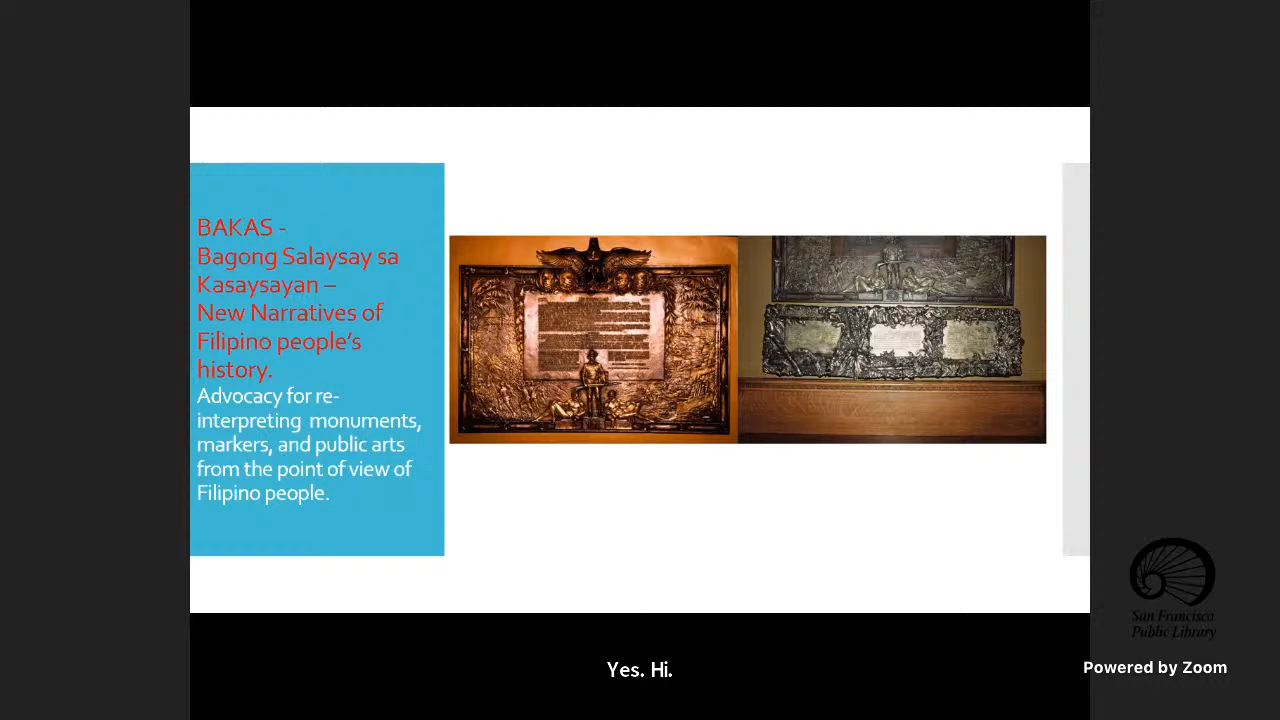 BAKAS -
Bagong Salaysay sa
Kasaysayan –
New Narratives of
Filipino people's
history.
Advocacy for re-
interpreting monuments,
markers, and public arts
from the point of view of
Filipino people.
San Francisco
Public Library
Yes. Hi.
Powered by Zoom